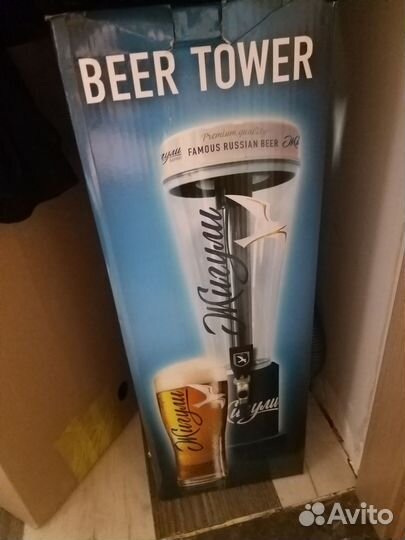 BEER TOWER
Premium quality
Жигули FAMOUS RUSSIAN BEER
Жигули
Жигули
Жигули
Avito